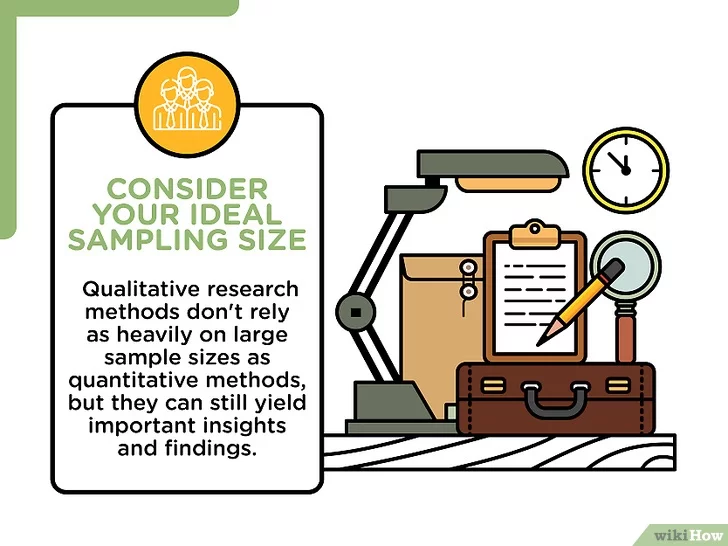 CONSIDER
YOUR IDEAL
SAMPLING SIZE
Qualitative research
methods don't rely
as heavily on large
sample sizes as
quantitative methods,
but they can still yield
important insights
and findings.
wikiHow